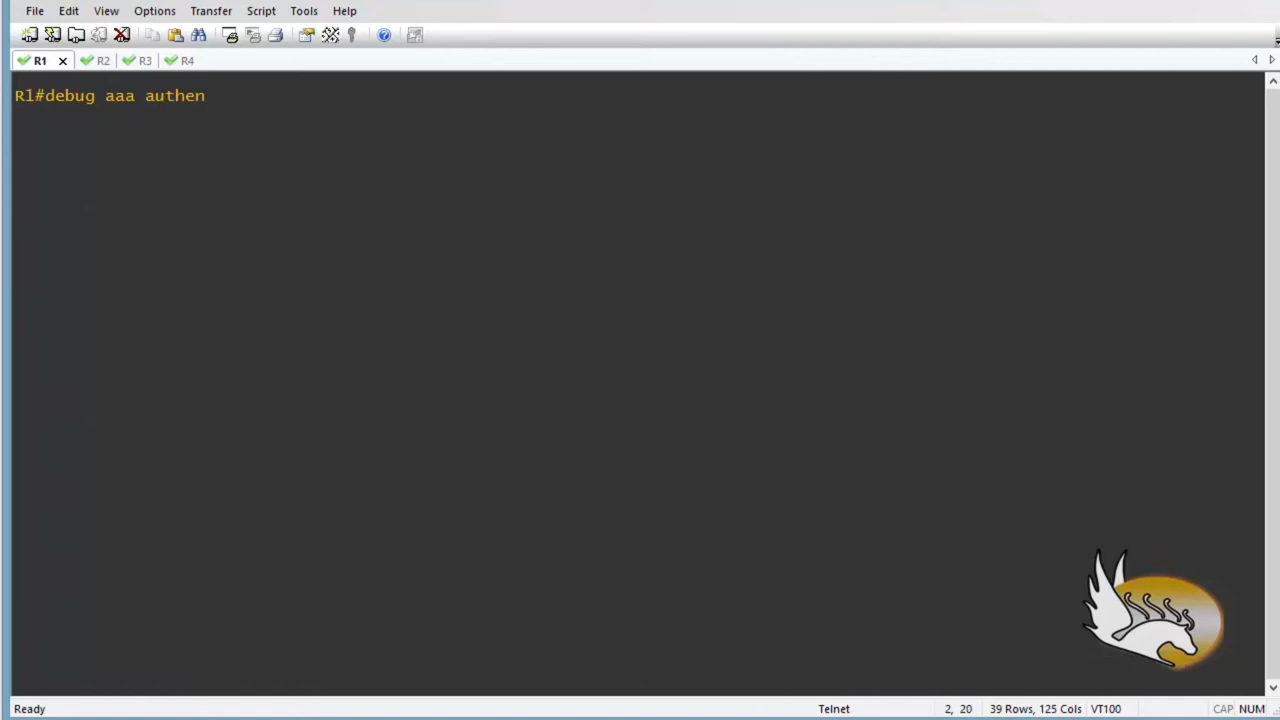 File Edit View Options Transfer Script Tools Help
R1 R2 R3 R4
R1#debug aaa authen
Ready Telnet 2, 20 39 Rows, 125 Cols VT100 CAP NUM